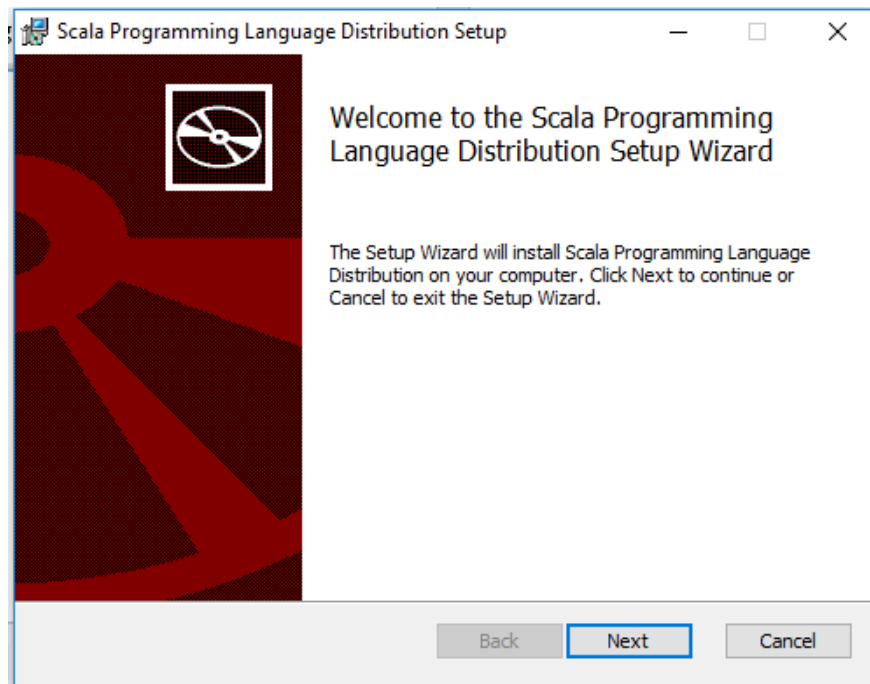 Scala Programming Language Distribution Setup
Welcome to the Scala Programming
Language Distribution Setup Wizard
The Setup Wizard will install Scala Programming Language
Distribution on your computer. Click Next to continue or
Cancel to exit the Setup Wizard.
Back Next Cancel